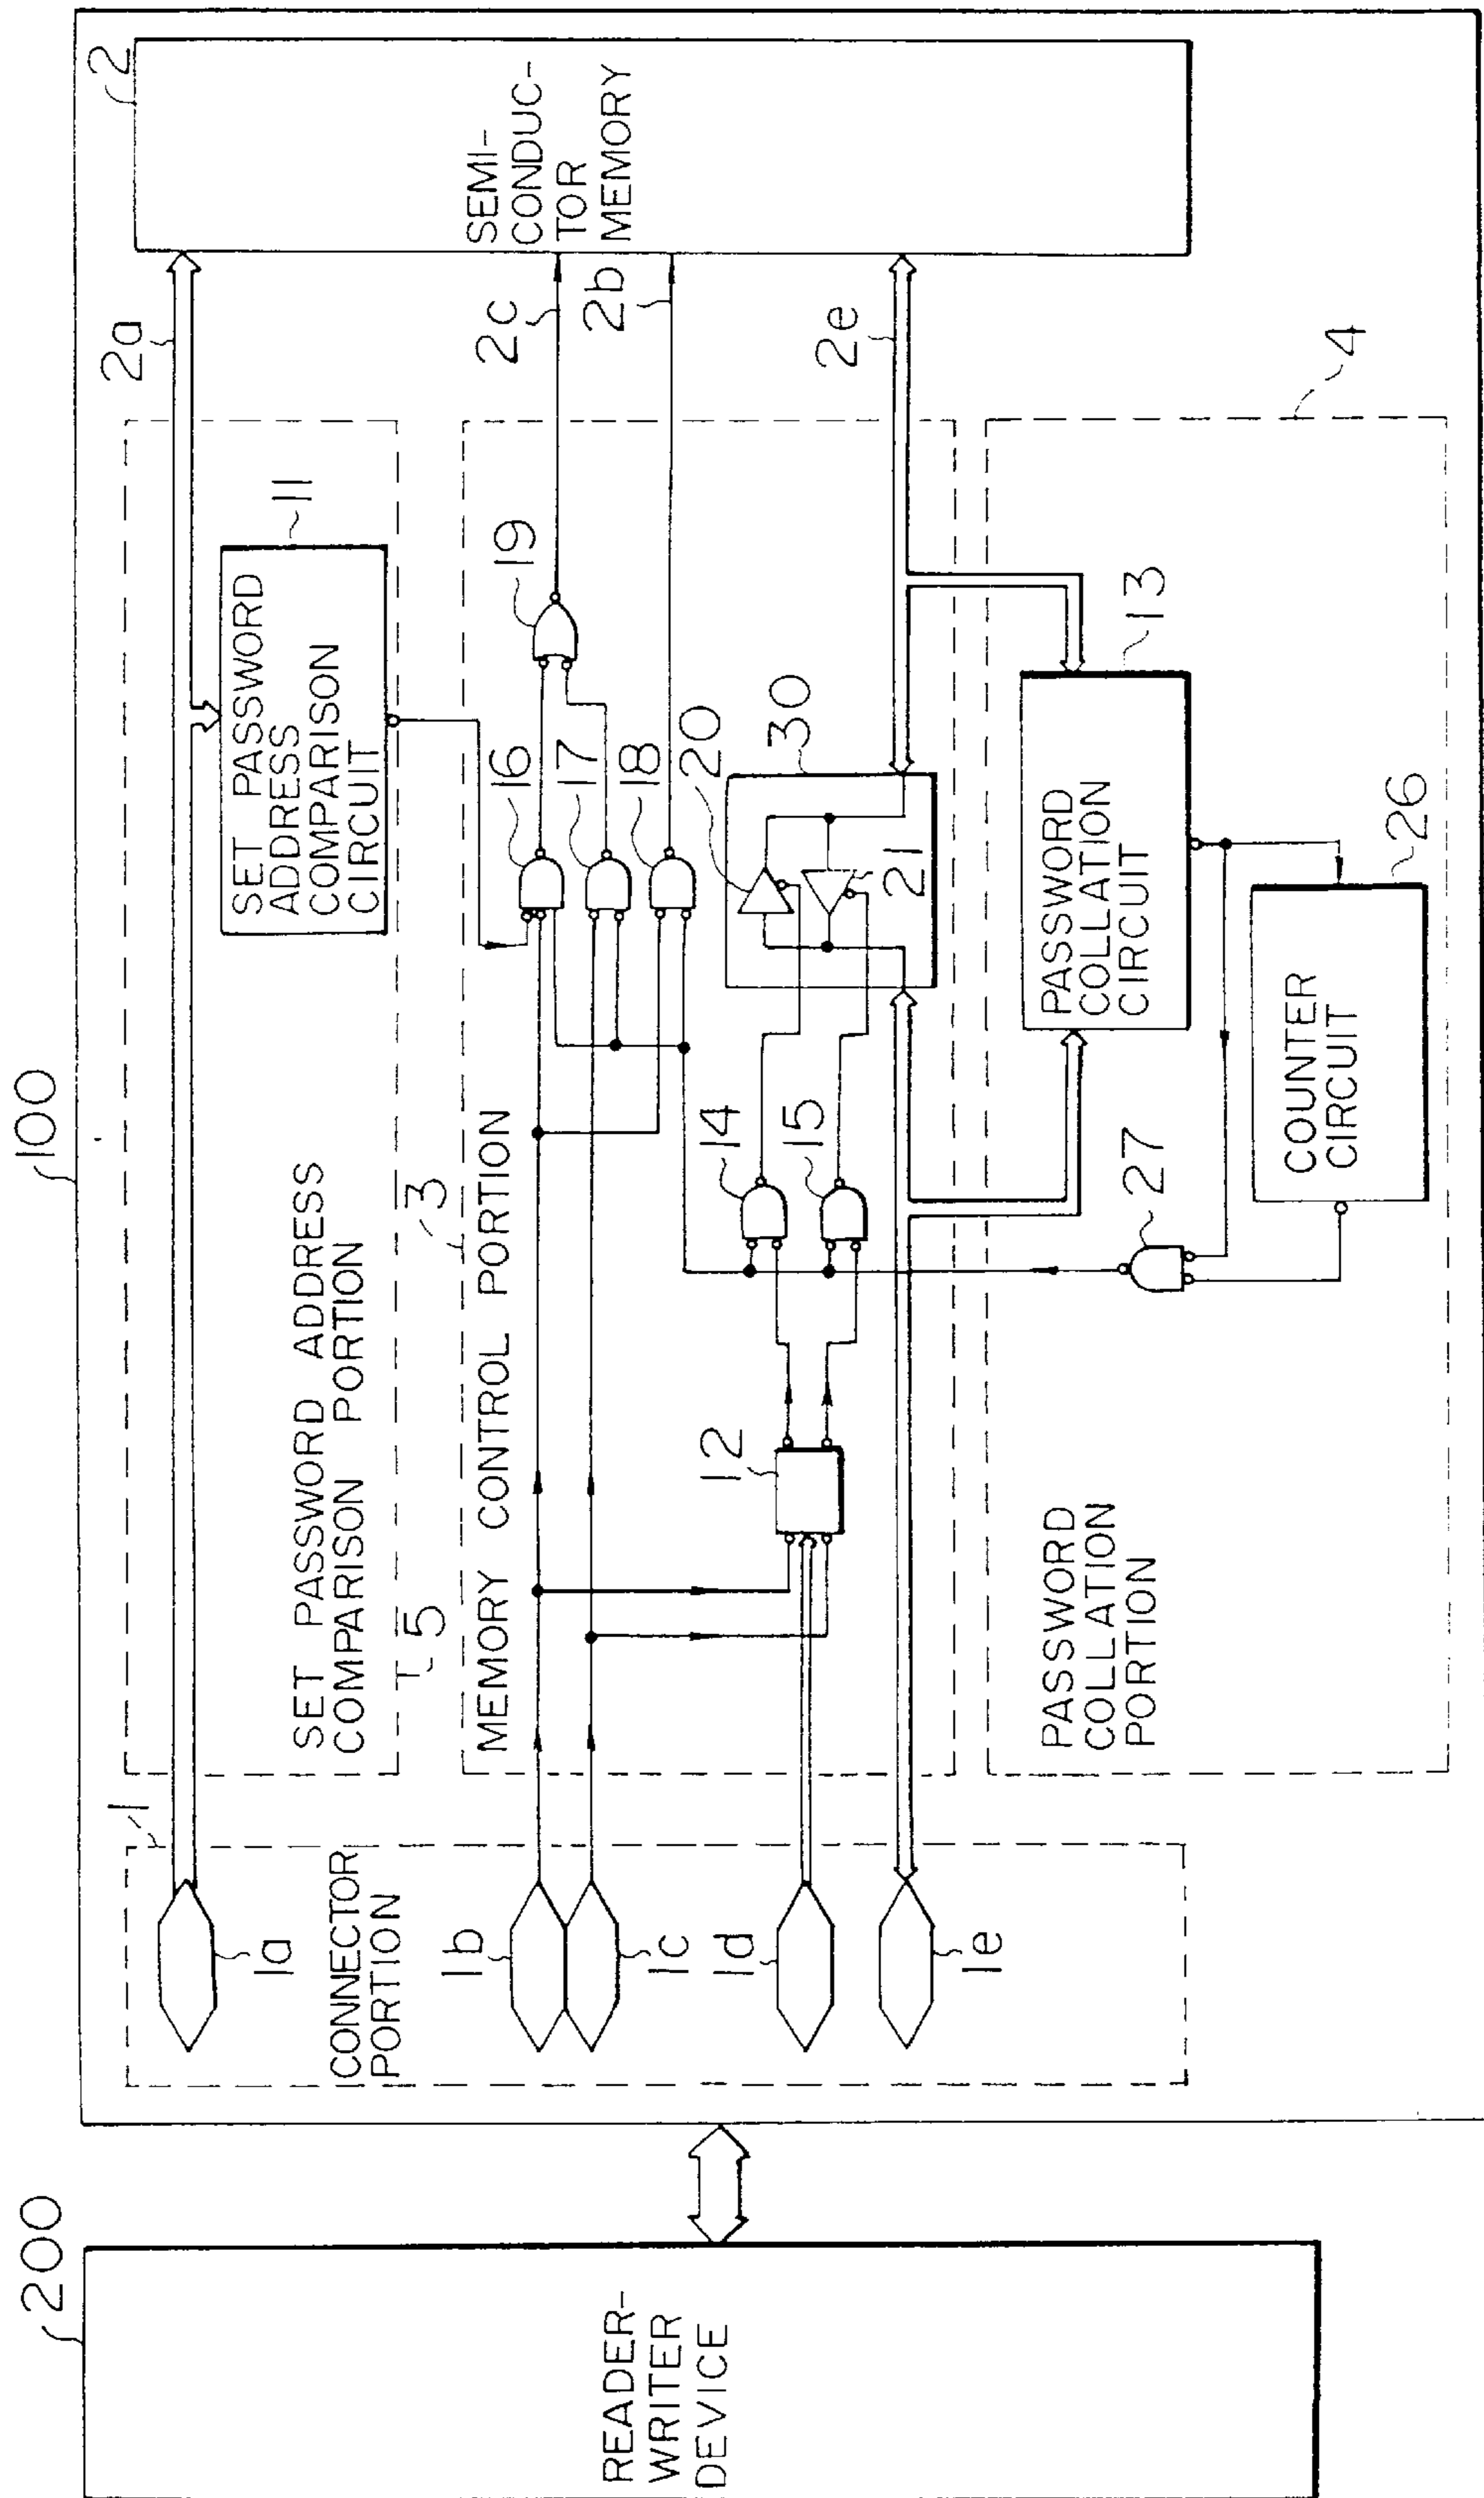 200
READER-
WRITER
DEVICE
100
1
1a
CONNECTOR
PORTION
1b
1c
1d
1e
SET PASSWORD ADDRESS
COMPARISON PORTION
5
3
MEMORY CONTROL PORTION
12
14
15
PASSWORD
COLLATION
PORTION
27
2a
SET PASSWORD
ADDRESS
COMPARISON
CIRCUIT
11
16
17
18
19
20
21
30
2c
2b
2e
4
PASSWORD
COLLATION
CIRCUIT
13
COUNTER
CIRCUIT
26
2
SEMI-
CONDUC-
TOR
MEMORY